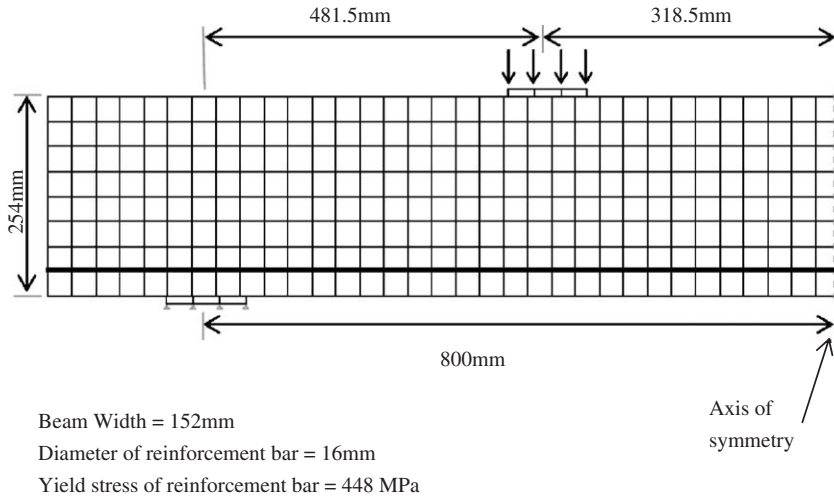 481.5mm
318.5mm
254mm
800mm
Axis of
symmetry
Beam Width = 152mm
Diameter of reinforcement bar = 16mm
Yield stress of reinforcement bar = 448 MPa